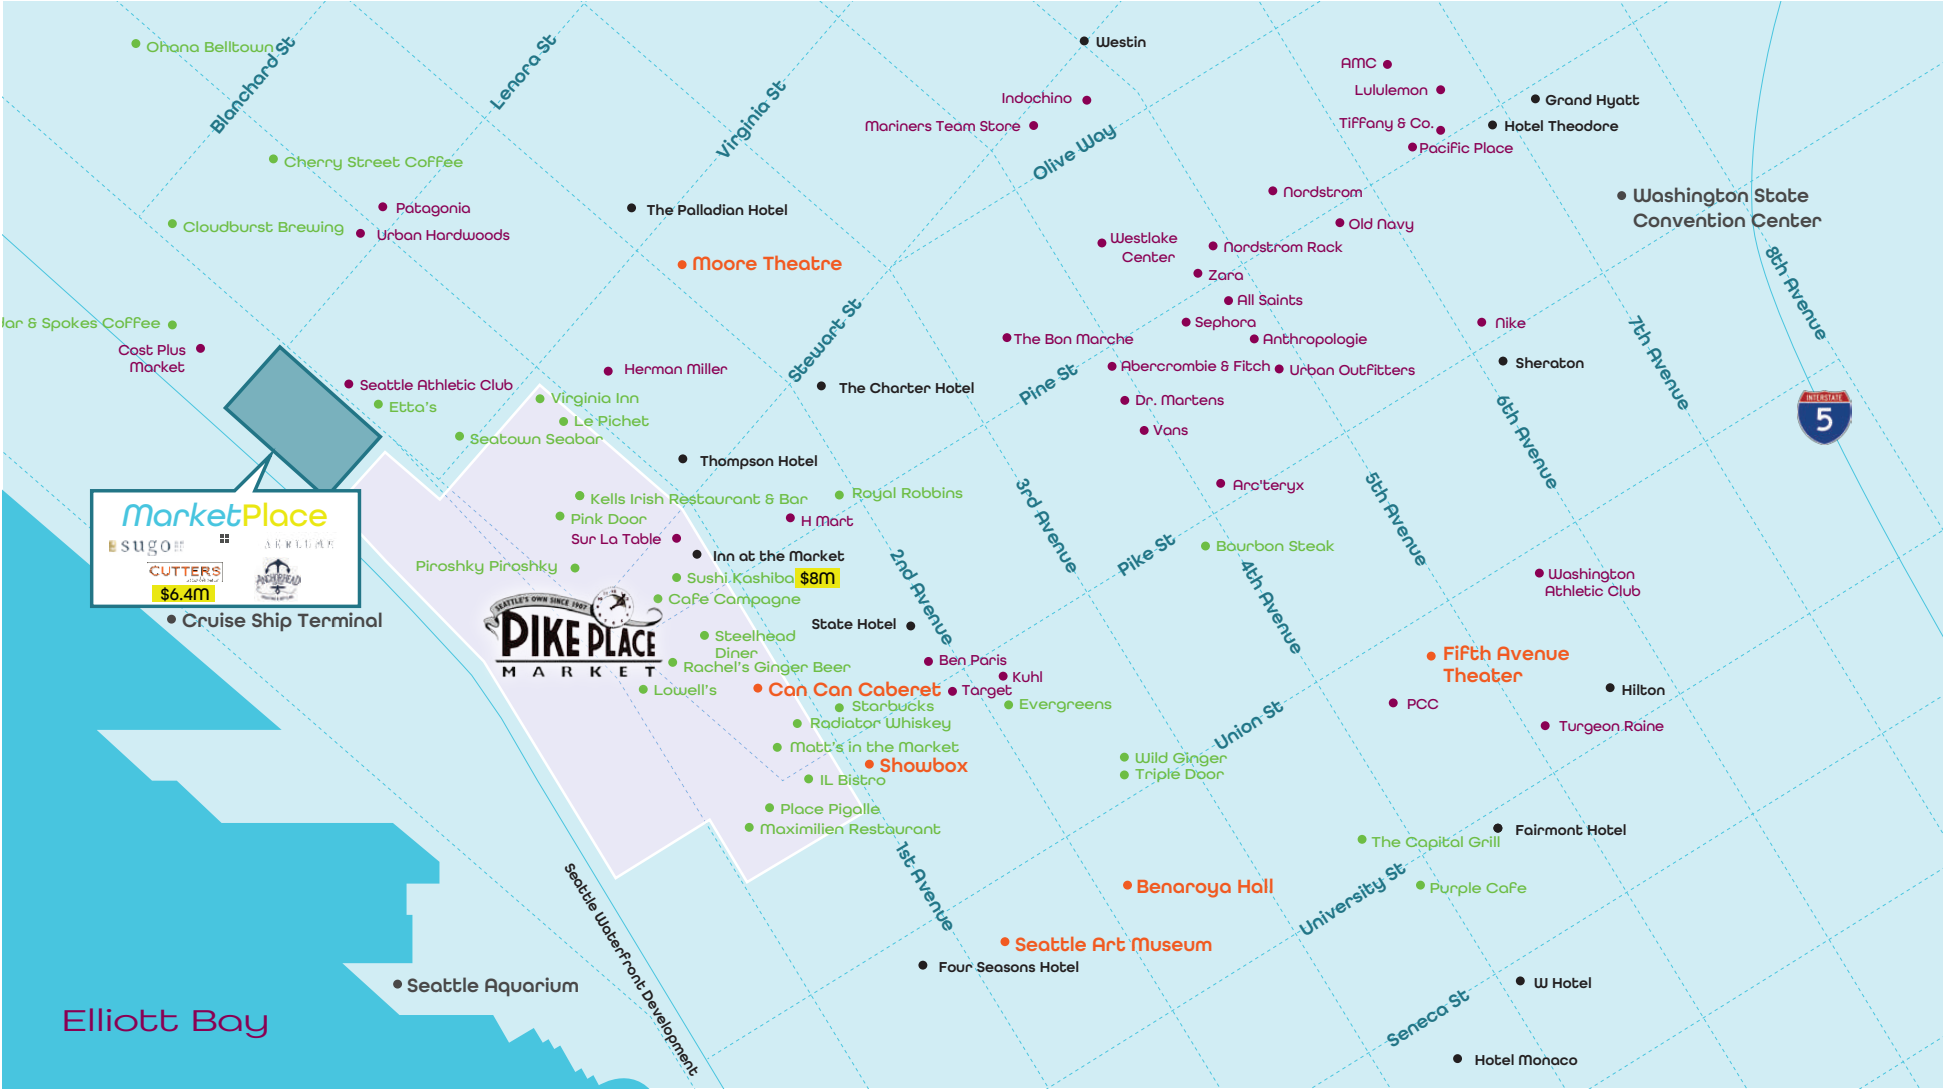 Ohana Belltown
Blanchard St
Lenora St
Virginia St
Westin
AMC
Lululemon
Indochino
Grand Hyatt
Mariners Team Store
Tiffany & Co.
Hotel Theodore
Olive Way
Pacific Place
Cherry Street Coffee
Nordstrom
Washington State
Convention Center
Patagonia
The Palladian Hotel
Old Navy
Cloudburst Brewing
Urban Hardwoods
Westlake
Center
Nordstrom Rack
8th Avenue
Moore Theatre
Zara
Stewart St
All Saints
& Spokes Coffee
Sephora
Nike
7th Avenue
Cost Plus
Market
The Bon Marche
Anthropologie
Herman Miller
Abercrombie & Fitch
Urban Outfitters
Sheraton
Pine St
Seattle Athletic Club
The Charter Hotel
Etta's
Virginia Inn
Dr. Martens
6th Avenue
INTERSTATE
5
Le Pichet
Vans
Seatown Seabar
Thompson Hotel
3rd Avenue
Arc'teryx
5th Avenue
Kells Irish Restaurant & Bar
Royal Robbins
MarketPlace
sugo
AERLUME
CUTTERS
ANCHORHEAD
$6.4M
Pink Door
H Mart
Sur La Table
Inn at the Market
Pike St
Bourbon Steak
Piroshky Piroshky
Sushi Kashiba
$8M
2nd Avenue
4th Avenue
Washington
Athletic Club
SEATTLE'S OWN SINCE 1907
PIKE PLACE
MARKET
Cafe Campagne
Cruise Ship Terminal
State Hotel
Steelhead
Diner
Rachel's Ginger Beer
Ben Paris
Fifth Avenue
Theater
Kuhl
Lowell's
Can Can Caberet
Target
Hilton
Starbucks
Evergreens
PCC
Radiator Whiskey
Union St
Turgeon Raine
Matt's in the Market
Wild Ginger
Showbox
Triple Door
IL Bistro
Place Pigalle
Maximilien Restaurant
Fairmont Hotel
The Capital Grill
1st Avenue
Seattle Waterfront Development
Benaroya Hall
University St
Purple Cafe
Seattle Art Museum
Four Seasons Hotel
Seattle Aquarium
W Hotel
Elliott Bay
Seneca St
Hotel Monaco